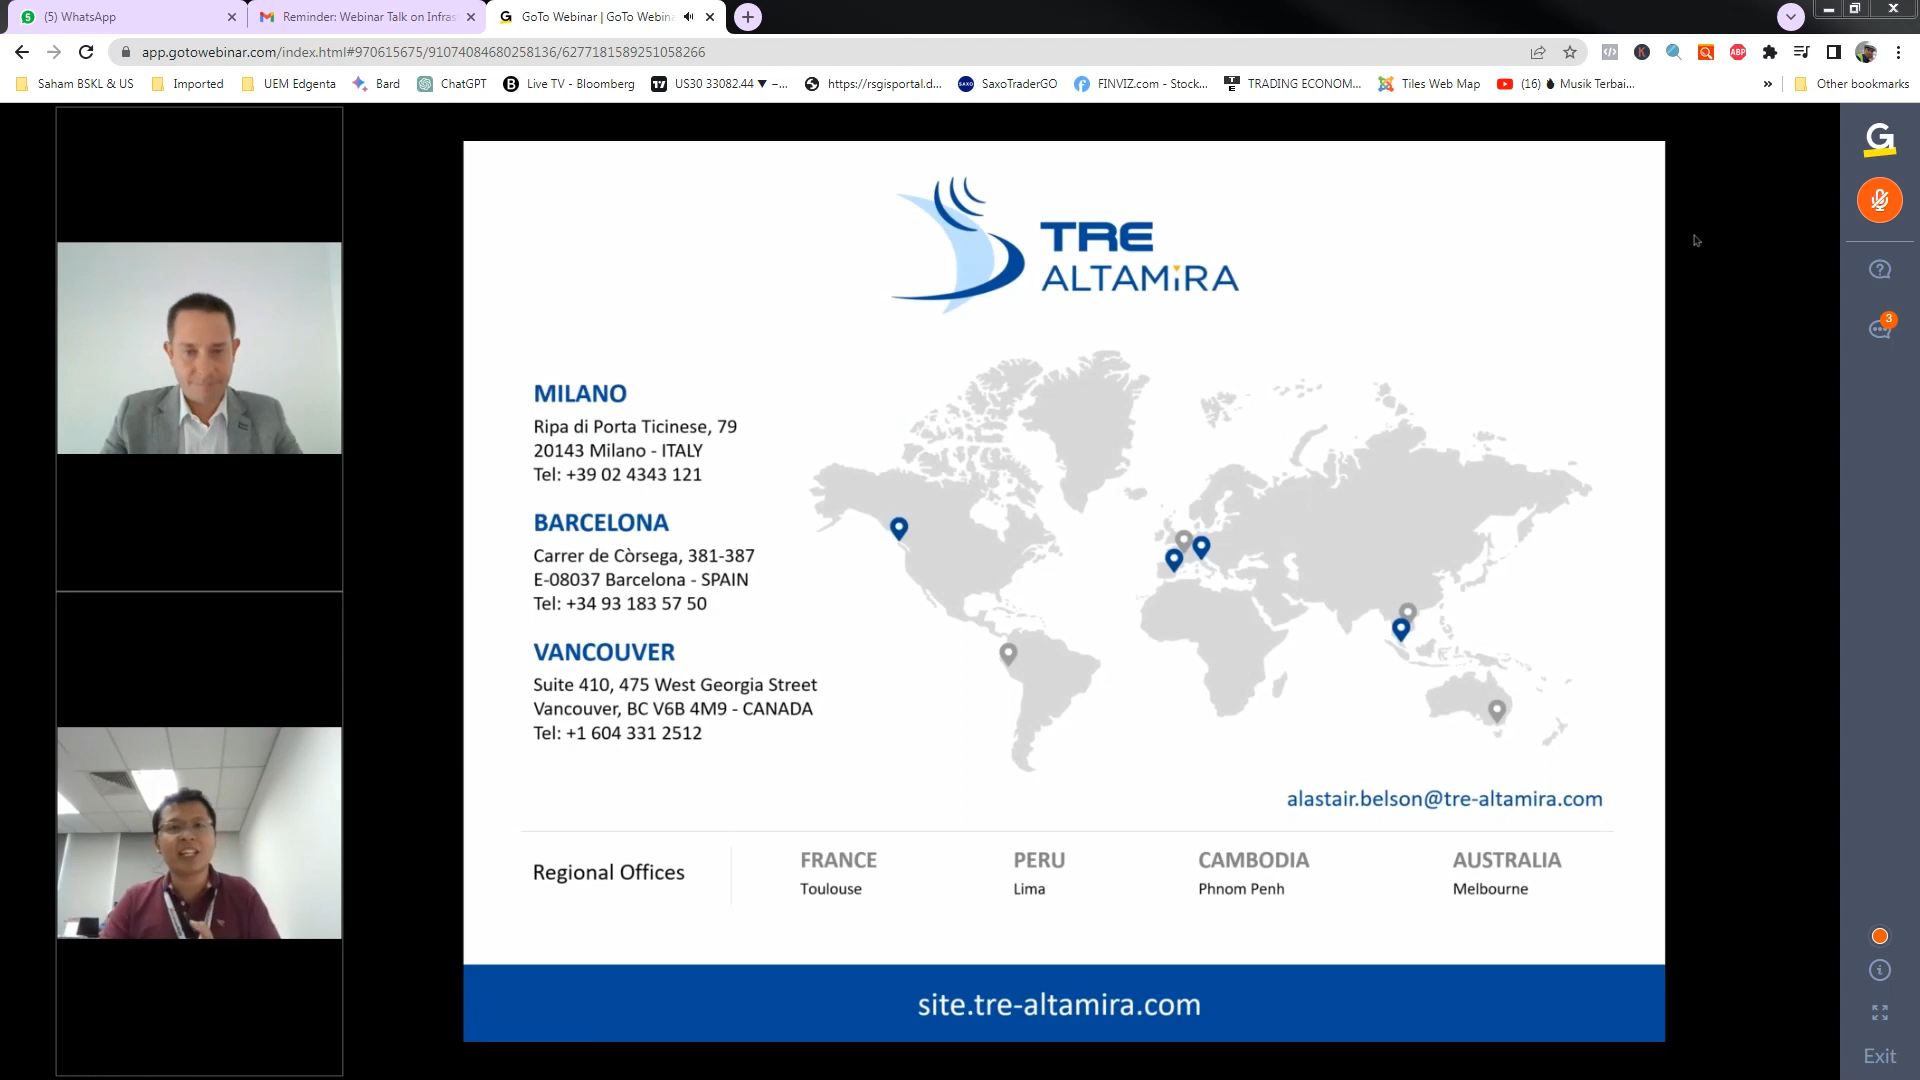 (5) WhatsApp
Reminder: Webinar Talk on Infras
GoTo Webinar | GoTo Webina
app.gotowebinar.com/index.html#970615675/91074084680258136/6277181589251058266
Saham BSKL & US
Imported
UEM Edgenta
Bard
ChatGPT
Live TV - Bloomberg
US30 33082.44 ▼ −...
https://rsgisportal.d...
SaxoTraderGO
FINVIZ.com - Stock...
TRADING ECONOM...
Tiles Web Map
(16) 🌢 Musik Terbai...
»
Other bookmarks
TRE
ALTAMiRA
MILANO
Ripa di Porta Ticinese, 79
20143 Milano - ITALY
Tel: +39 02 4343 121
BARCELONA
Carrer de Còrsega, 381-387
E-08037 Barcelona - SPAIN
Tel: +34 93 183 57 50
VANCOUVER
Suite 410, 475 West Georgia Street
Vancouver, BC V6B 4M9 - CANADA
Tel: +1 604 331 2512
alastair.belson@tre-altamira.com
Regional Offices
FRANCE
Toulouse
PERU
Lima
CAMBODIA
Phnom Penh
AUSTRALIA
Melbourne
site.tre-altamira.com
G
3
Exit